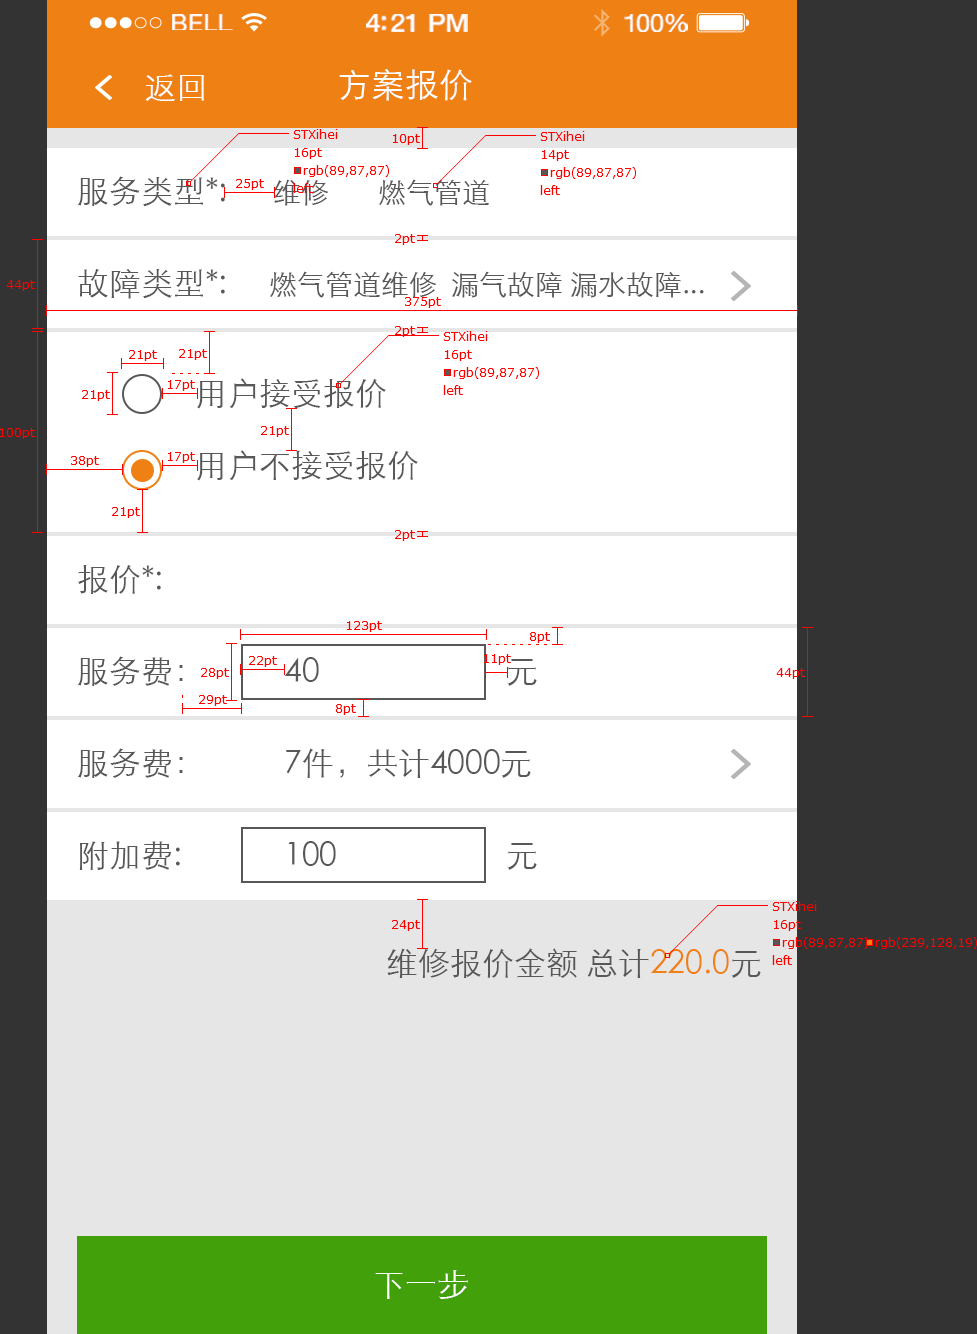 BELL 4:21 PM 100%
返回 方案报价
STXihei
16pt
rgb(89,87,87)
left
10pt
STXihei
14pt
rgb(89,87,87)
left
服务类型*: 25pt 维修 燃气管道
2pt
44pt
故障类型*: 燃气管道维修 漏气故障 漏水故障...
375pt
2pt
STXihei
16pt
rgb(89,87,87)
left
21pt 21pt
21pt 17pt 用户接受报价
100pt 21pt
38pt 17pt 用户不接受报价
21pt
2pt
报价*:
123pt 8pt
服务费: 28pt 22pt 40 11pt 元 44pt
29pt 8pt
服务费: 7件，共计4000元
附加费: 100 元
24pt
STXihei
16pt
rgb(89,87,87) rgb(239,128,19)
left
维修报价金额 总计220.0元
下一步